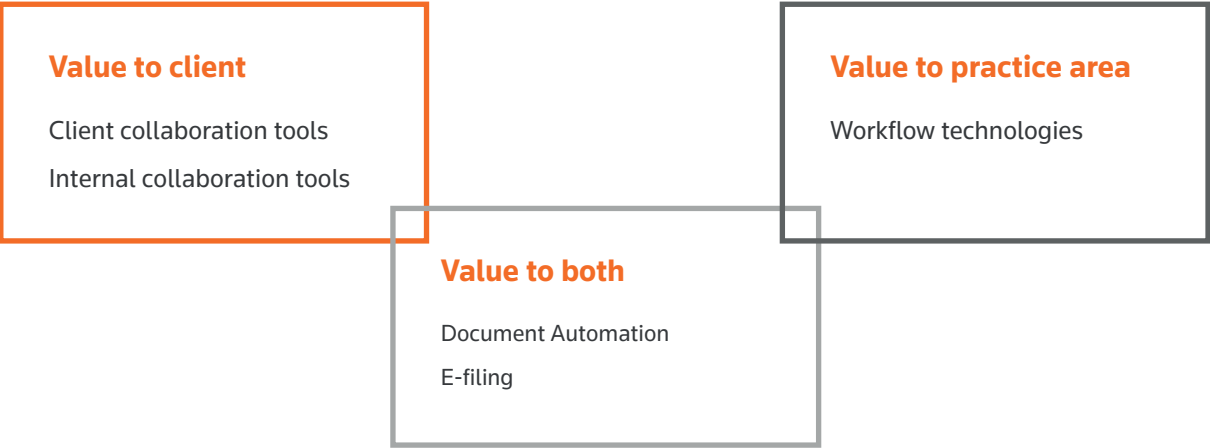 Value to client
Client collaboration tools
Internal collaboration tools
Value to practice area
Workflow technologies
Value to both
Document Automation
E-filing